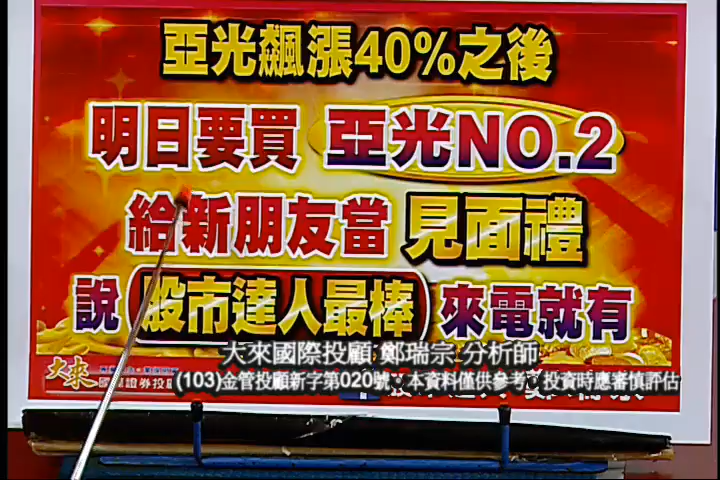 亞光飆漲40%之後
明日要買 亞光NO.2
給新朋友當 見面禮
說 股市達人最棒 來電就有
大來國際投顧 鄭瑞宗 分析師
大來
(103)金管投顧新字第020號，本資料僅供參考，投資時應審慎評估